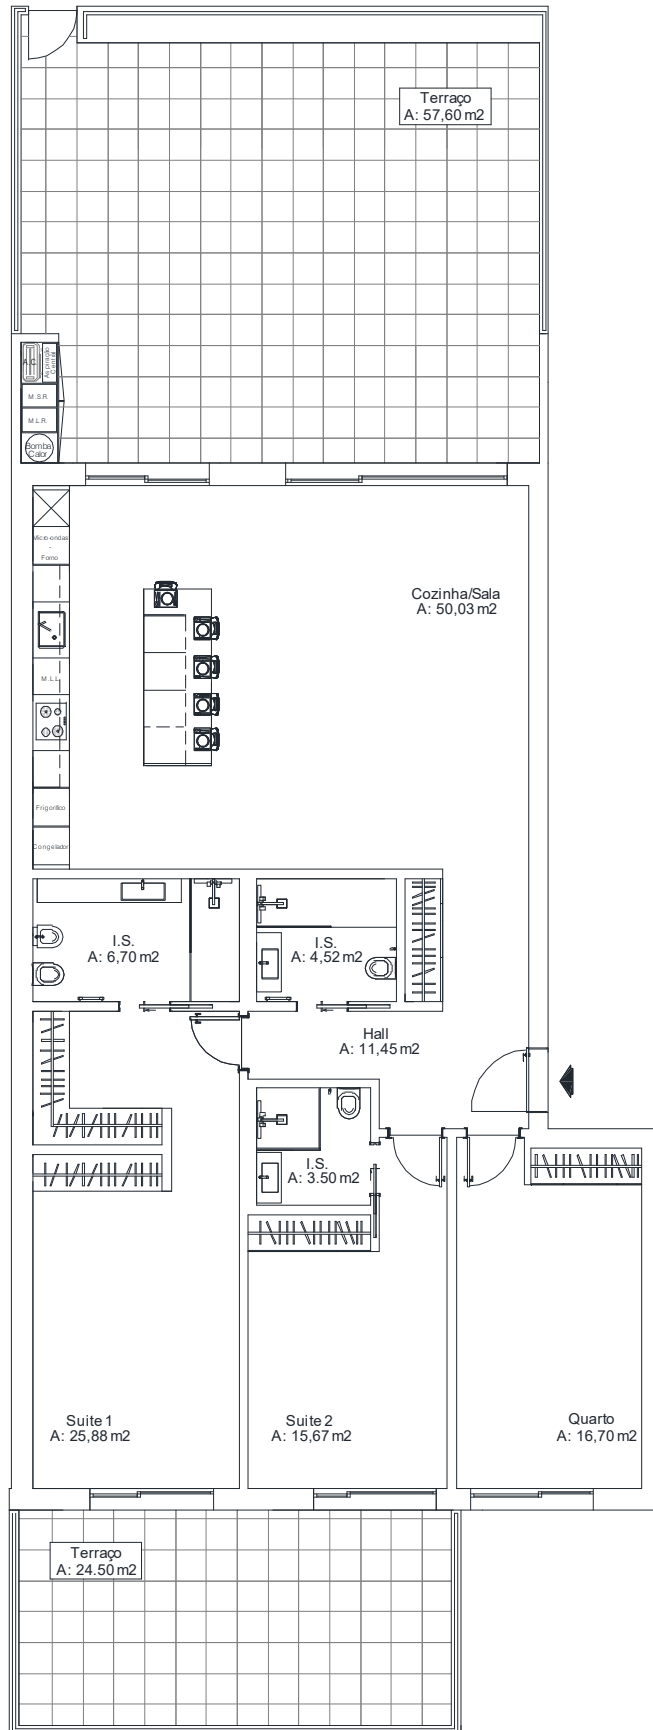 Terraço
A: 57,60 m2
A.C.
Aspiração
Central
M.S.R.
M.L.R.
Bomba
Calor
Micro-ondas
-
Forno
Cozinha/Sala
A: 50,03 m2
M.L.L.
Frigorífico
Congelador
I.S.
A: 6,70 m2
I.S.
A: 4,52 m2
Hall
A: 11,45 m2
I.S.
A: 3.50 m2
Suite 1
A: 25,88 m2
Suite 2
A: 15,67 m2
Quarto
A: 16,70 m2
Terraço
A: 24.50 m2